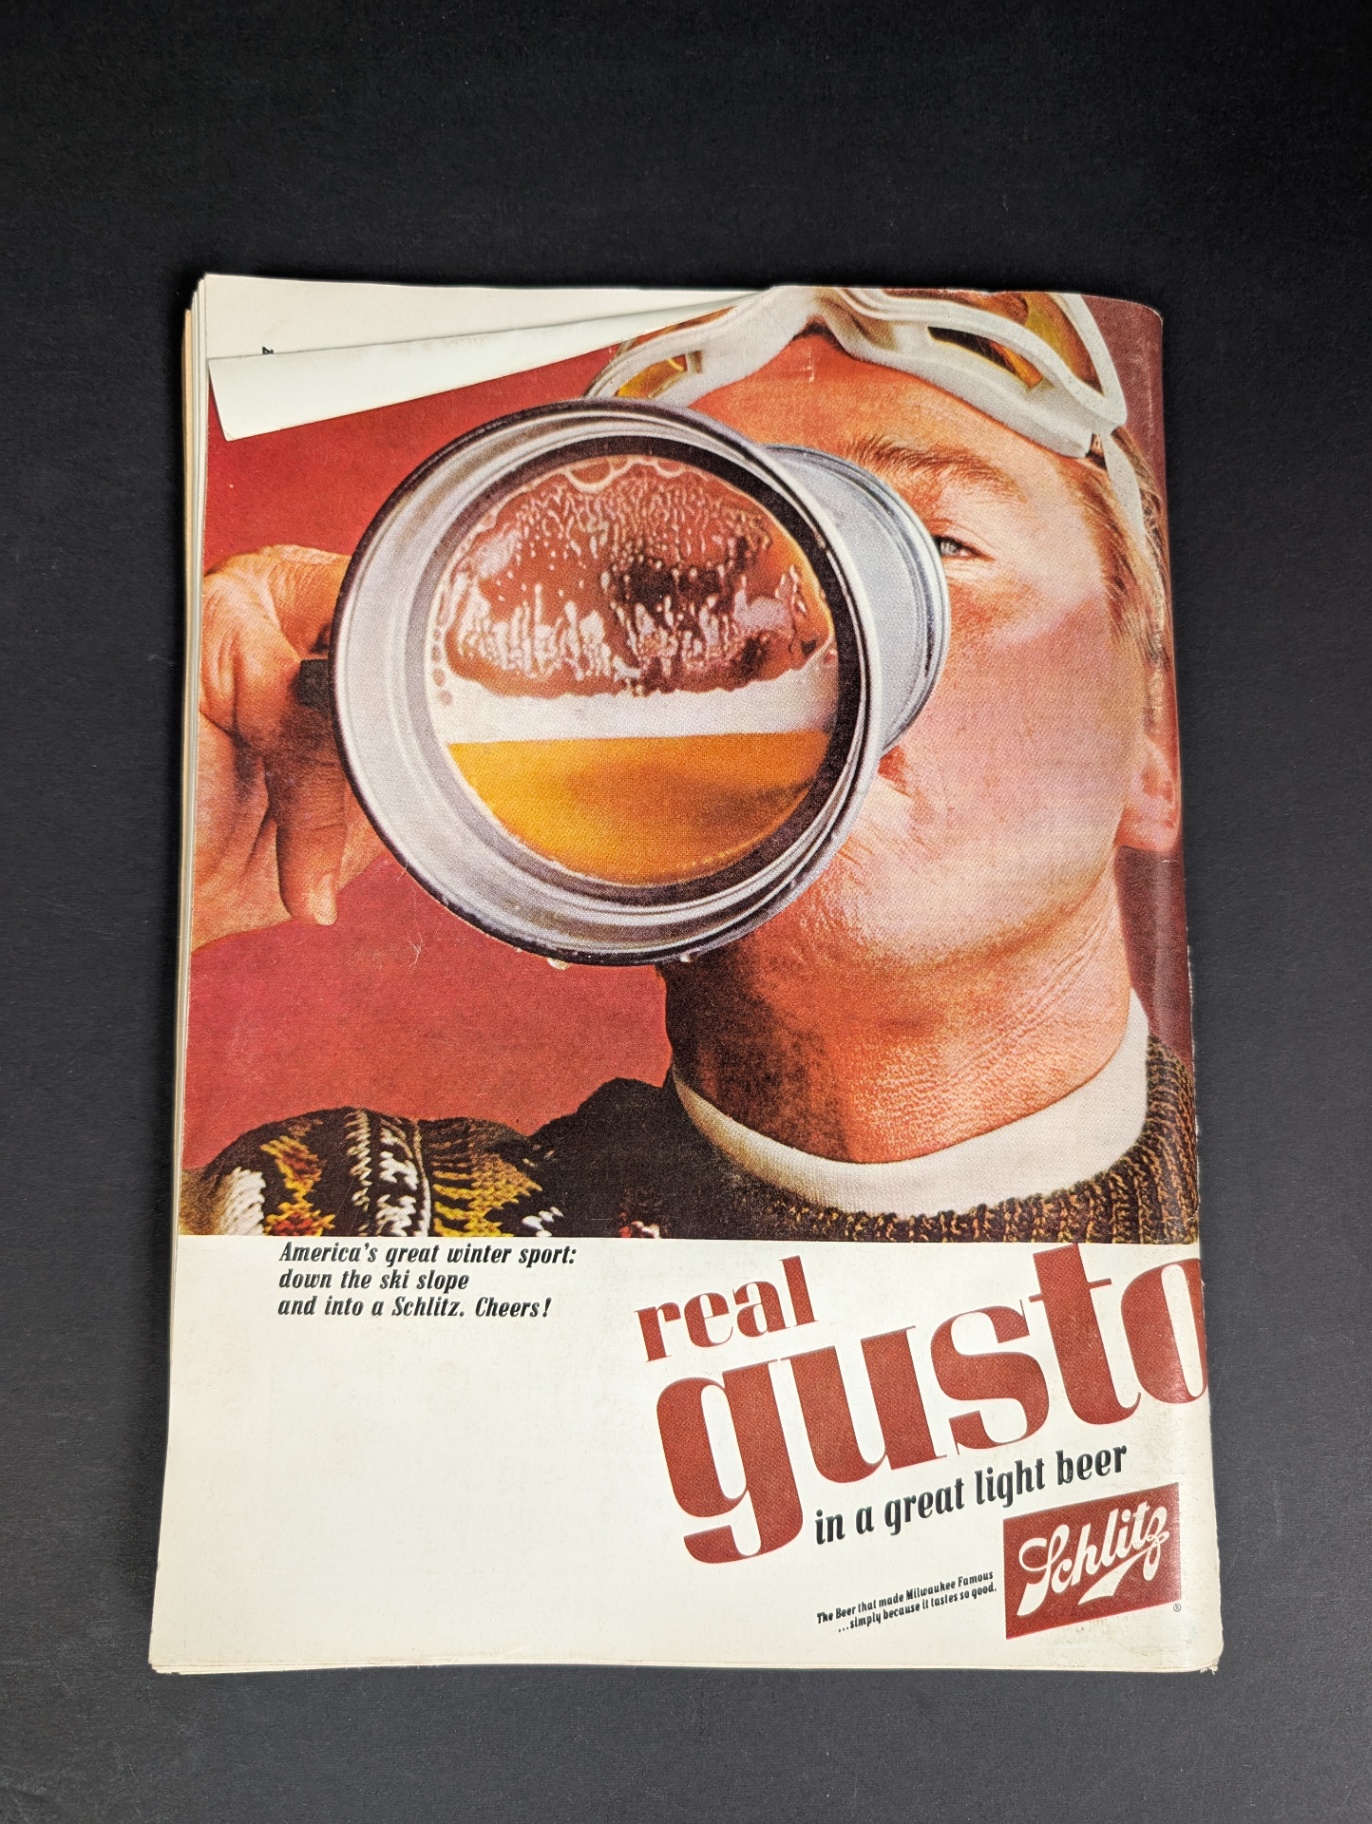 America's great winter sport:
down the ski slope
and into a Schlitz. Cheers!
real
gusto
in a great light beer
Schlitz
®
The Beer that made Milwaukee Famous
...simply because it tastes so good.